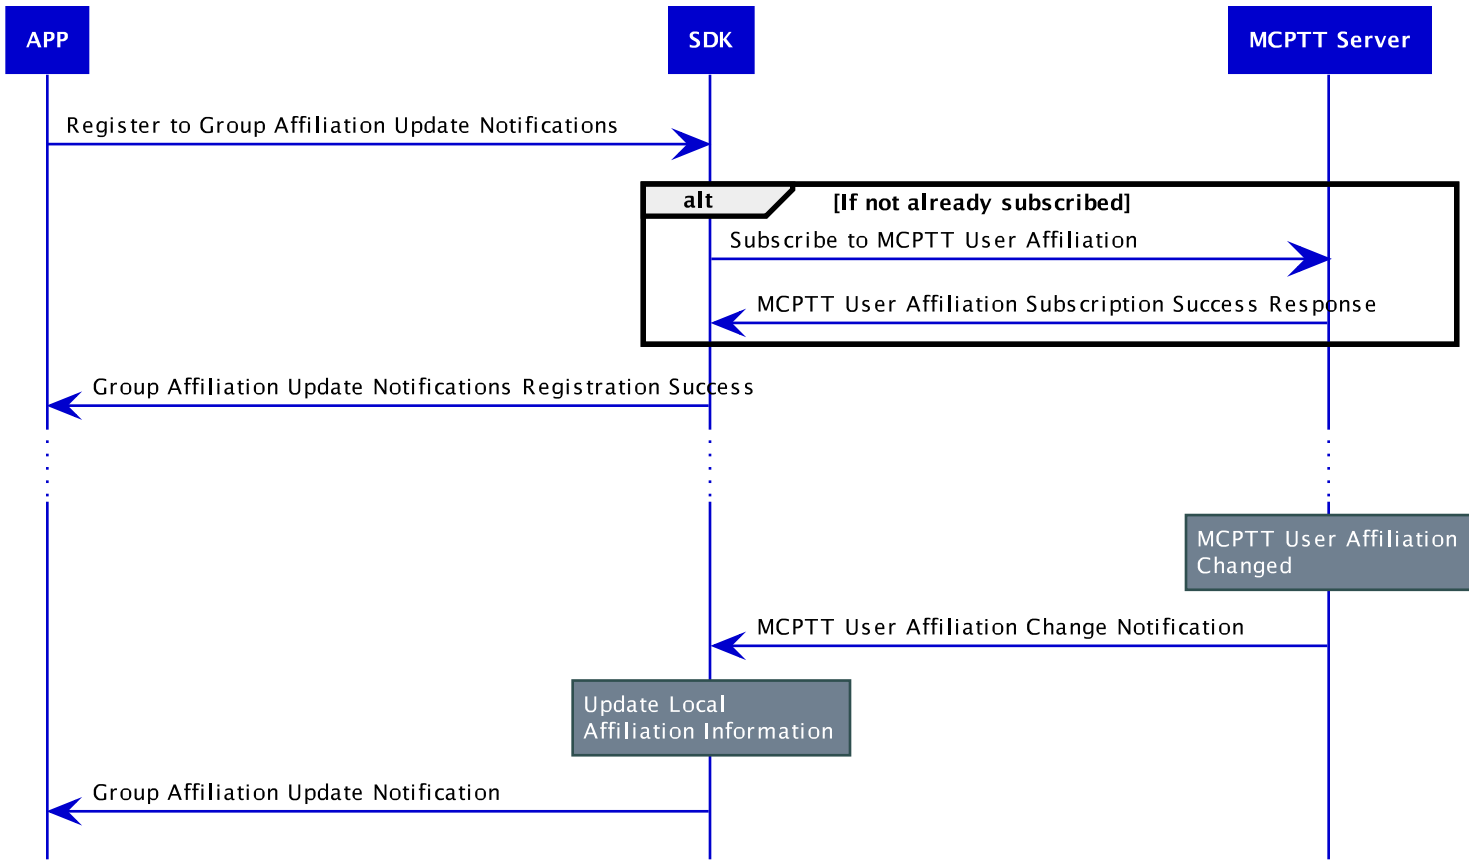 APP
SDK
MCPTT Server
Register to Group Affiliation Update Notifications
alt
[If not already subscribed]
Subscribe to MCPTT User Affiliation
MCPTT User Affiliation Subscription Success Response
Group Affiliation Update Notifications Registration Success
MCPTT User Affiliation
Changed
MCPTT User Affiliation Change Notification
Update Local
Affiliation Information
Group Affiliation Update Notification